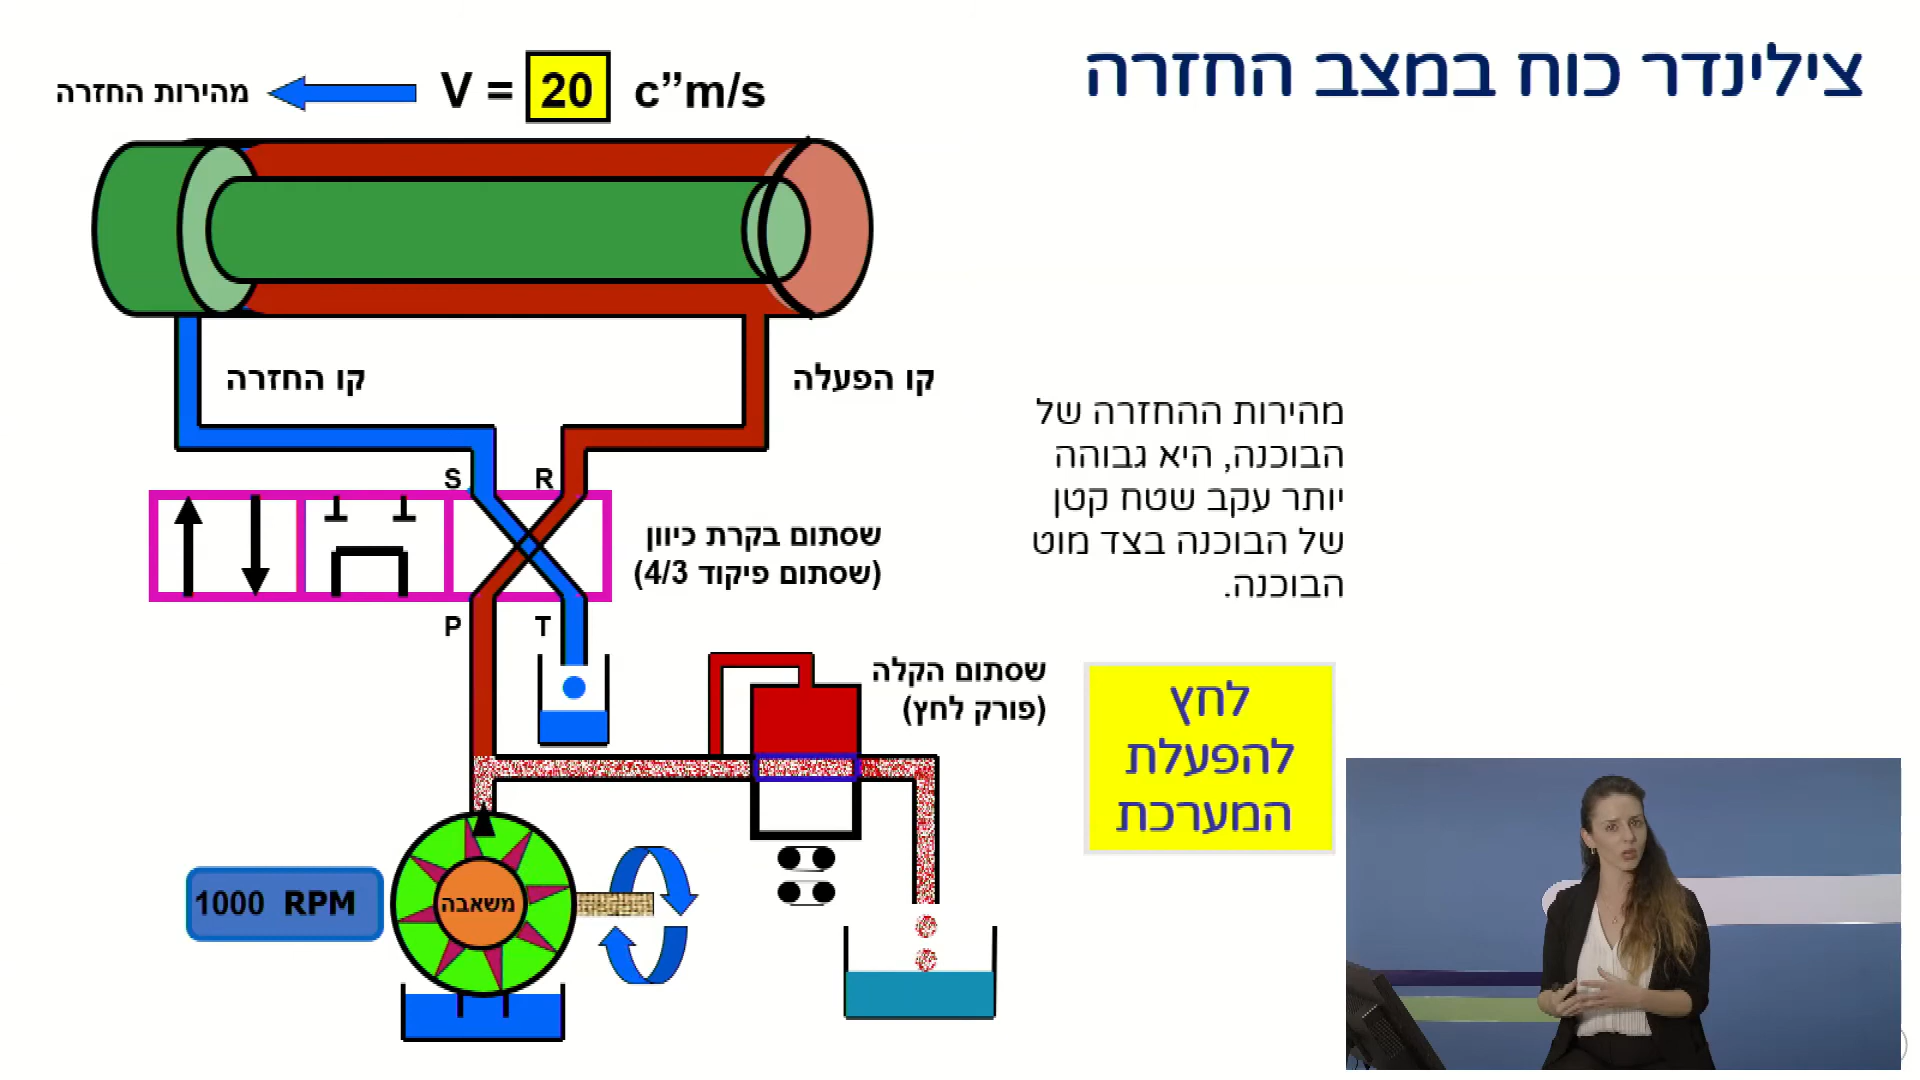 צילינדר כוח במצב החזרה
מהירות החזרה
V = 20 c”m/s
קו החזרה
קו הפעלה
S
R
שסתום בקרת כיוון
(שסתום פיקוד 4/3)
P
T
מהירות ההחזרה של
הבוכנה, היא גבוהה
יותר עקב שטח קטן
של הבוכנה בצד מוט
הבוכנה.
שסתום הקלה
(פורק לחץ)
לחץ
להפעלת
המערכת
1000 RPM
משאבה